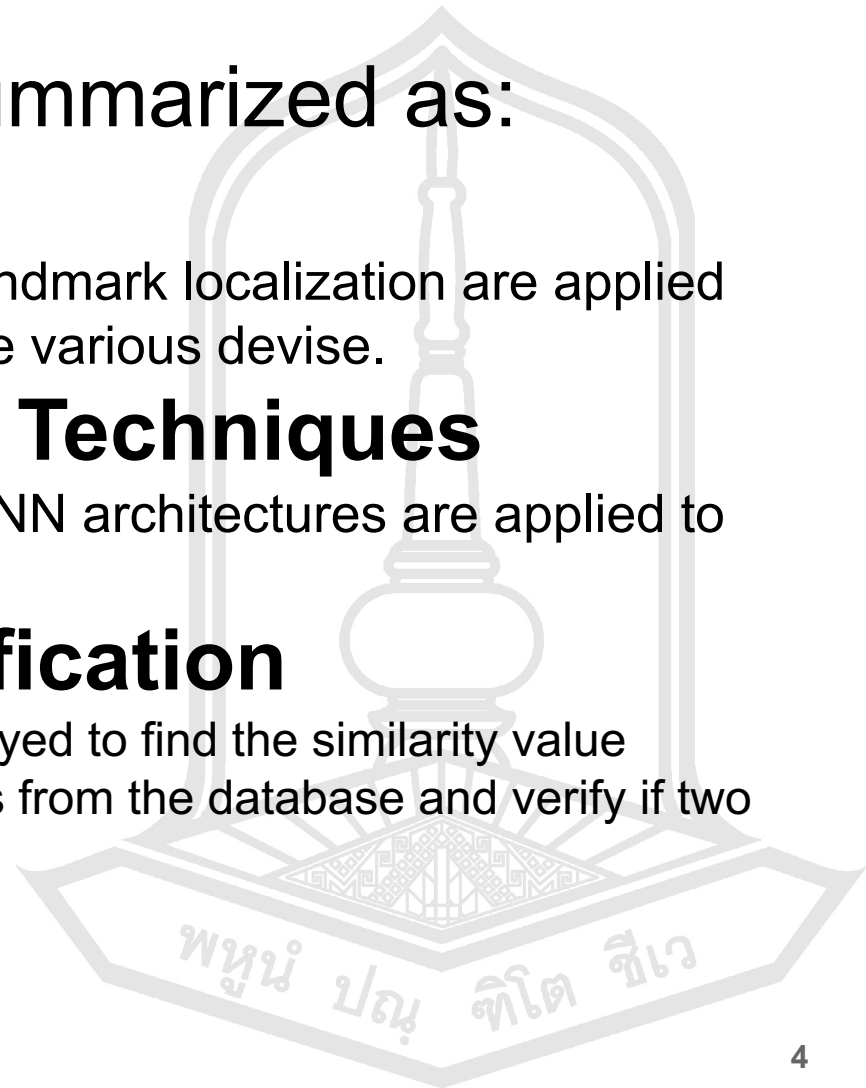 ummarized as:
ndmark localization are applied
e various devise.
Techniques
NN architectures are applied to
fication
yed to find the similarity value
s from the database and verify if two
พหูนํ ปณฺฑิโต ชีเว
4